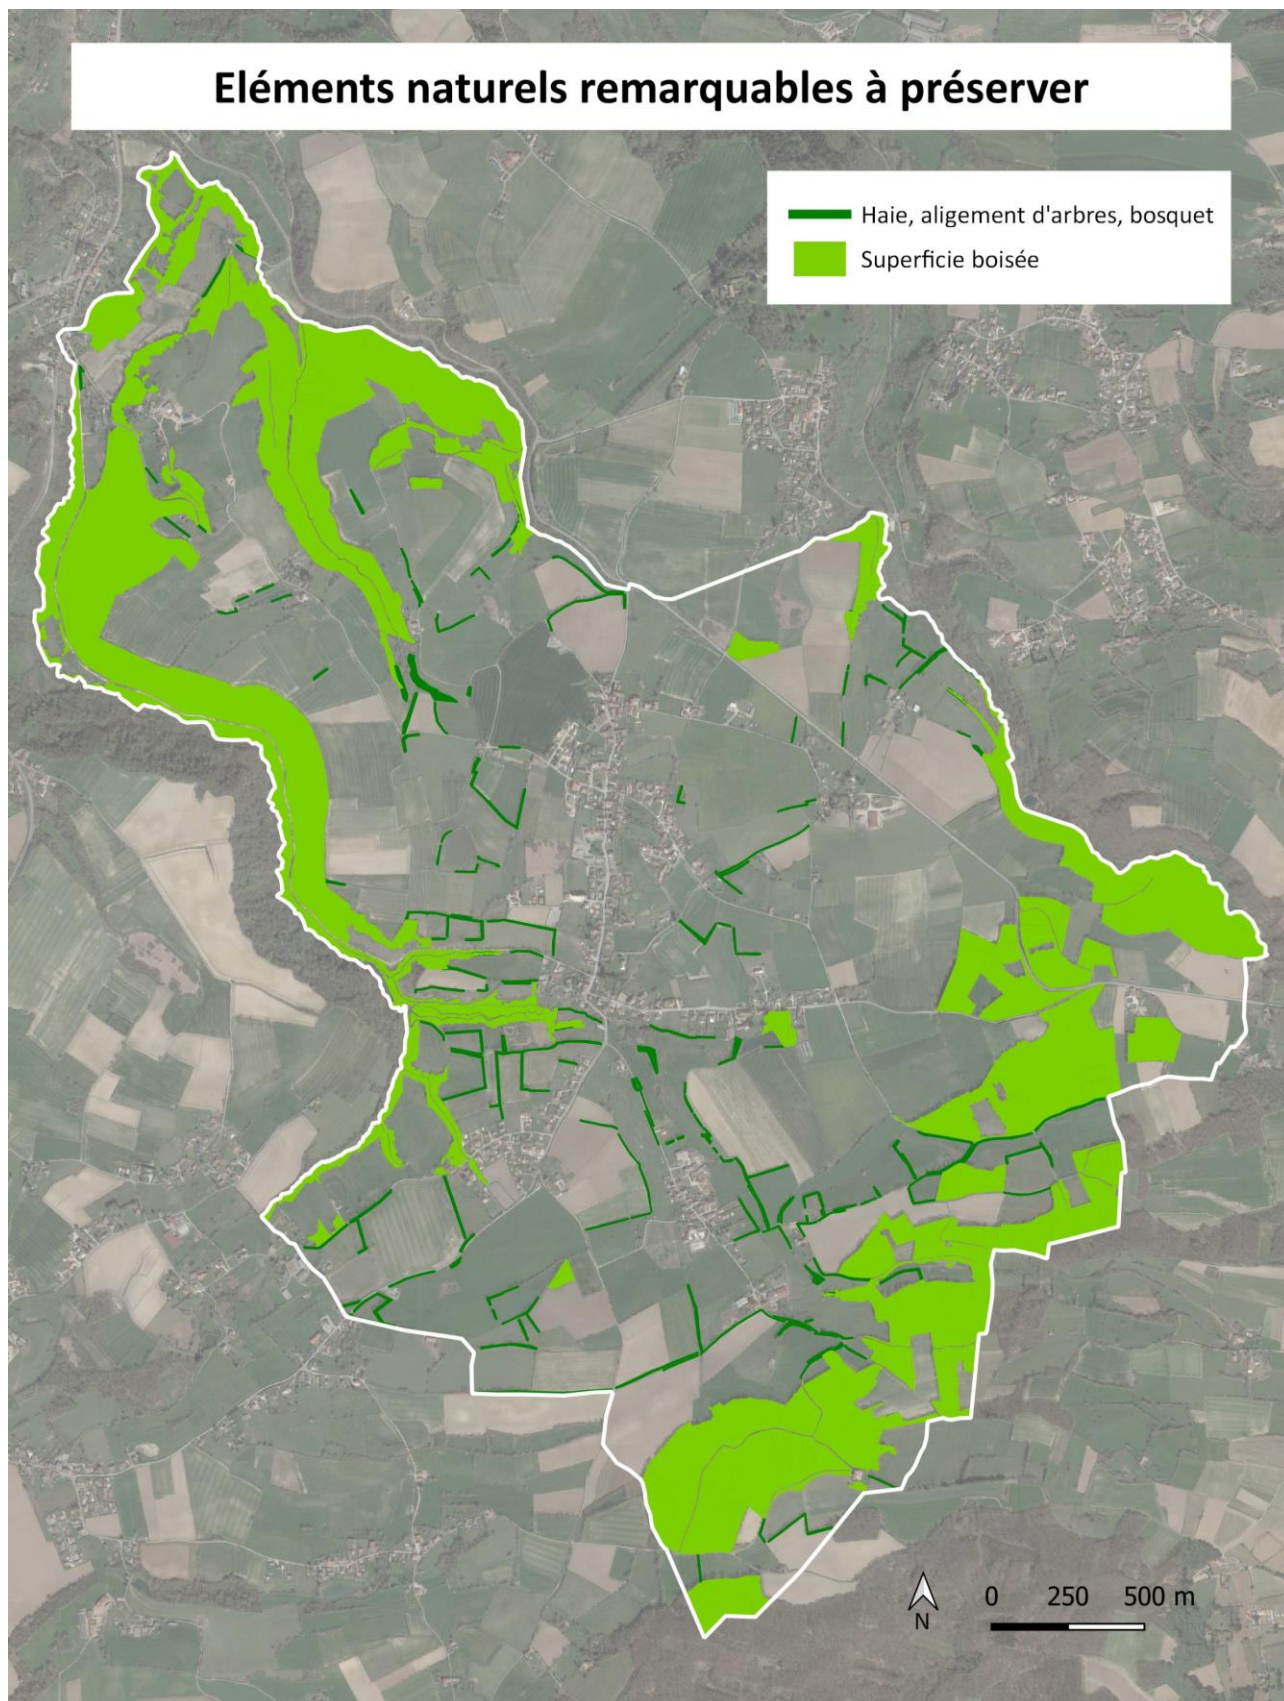 Eléments naturels remarquables à préserver
Haie, aligement d'arbres, bosquet
Superficie boisée
0 250 500 m
N